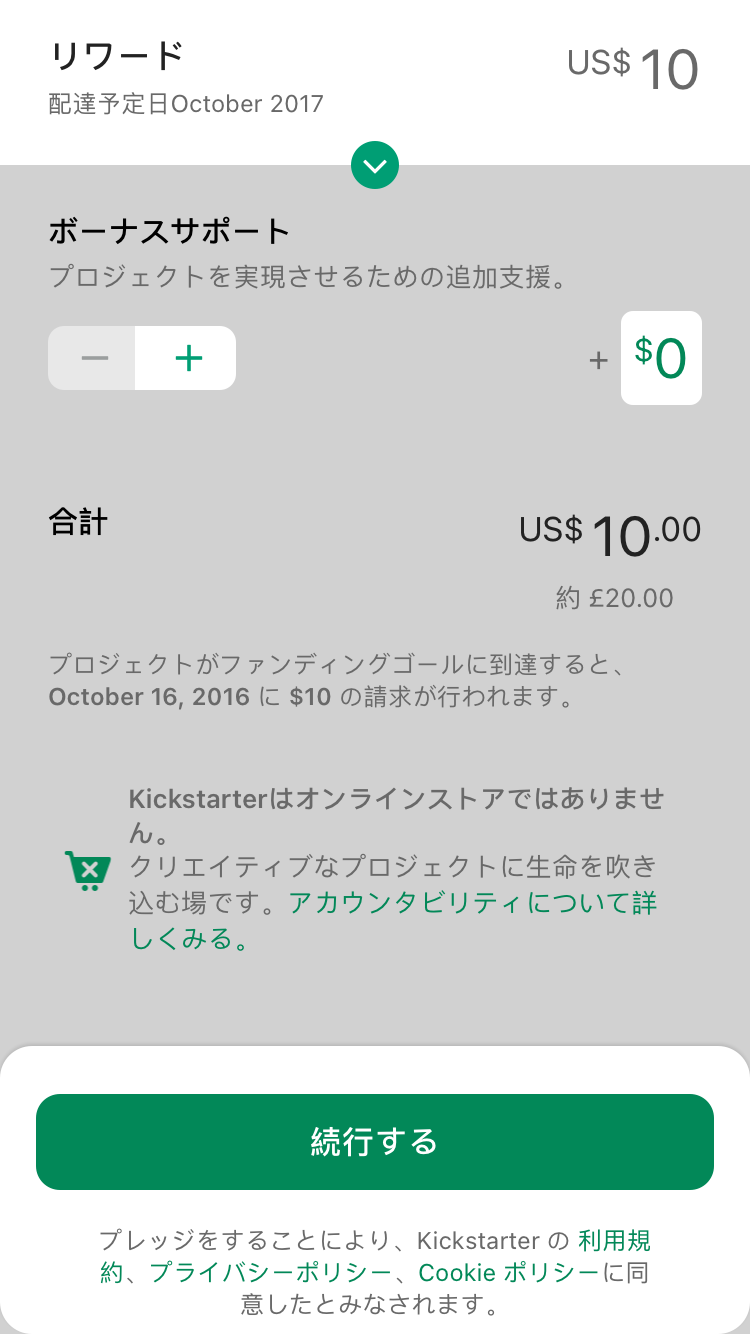 リワード
US$ 10
配達予定日October 2017
ボーナスサポート
プロジェクトを実現させるための追加支援。
− +
+ $0
合計
US$ 10.00
約 £20.00
プロジェクトがファンディングゴールに到達すると、
October 16, 2016 に $10 の請求が行われます。
Kickstarterはオンラインストアではありませ
ん。
クリエイティブなプロジェクトに生命を吹き
込む場です。アカウンタビリティについて詳
しくみる。
続行する
プレッジをすることにより、Kickstarter の 利用規
約、プライバシーポリシー、Cookie ポリシーに同
意したとみなされます。